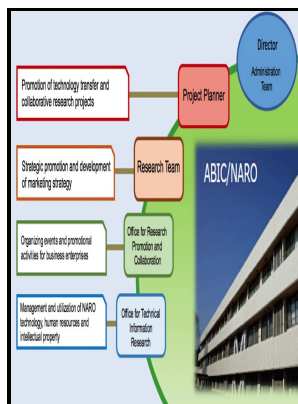 Director
Administration
Team
Promotion of technology transfer and
collaborative research projects
Project Planner
Strategic promotion and development
of marketing strategy
Research Team
ABIC/NARO
Organizing events and promotional
activities for business enterprises
Office for Research
Promotion and
Collaboration
Management and utilization of NARO
technology, human resources and
intellectual property
Office for Technical
Information
Research